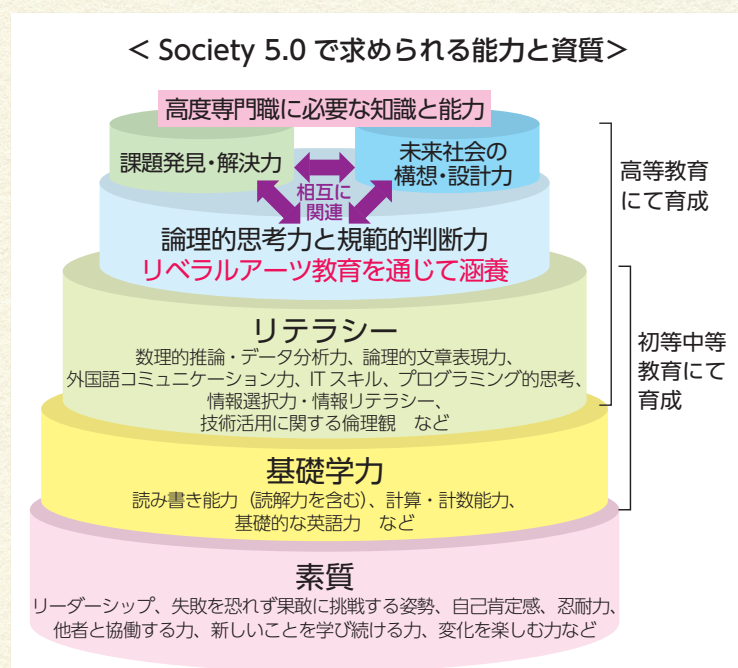 < Society 5.0 で求められる能力と資質>
高度専門職に必要な知識と能力
課題発見・解決力
未来社会の
構想・設計力
相互に
関連
論理的思考力と規範的判断力
リベラルアーツ教育を通じて涵養
高等教育
にて育成
リテラシー
数理的推論・データ分析力、論理的文章表現力、
外国語コミュニケーション力、IT スキル、プログラミング的思考、
情報選択力・情報リテラシー、
技術活用に関する倫理観 など
初等中等
教育にて
育成
基礎学力
読み書き能力(読解力を含む)、計算・計数能力、
基礎的な英語力 など
素質
リーダーシップ、失敗を恐れず果敢に挑戦する姿勢、自己肯定感、忍耐力、
他者と協働する力、新しいことを学び続ける力、変化を楽しむ力など